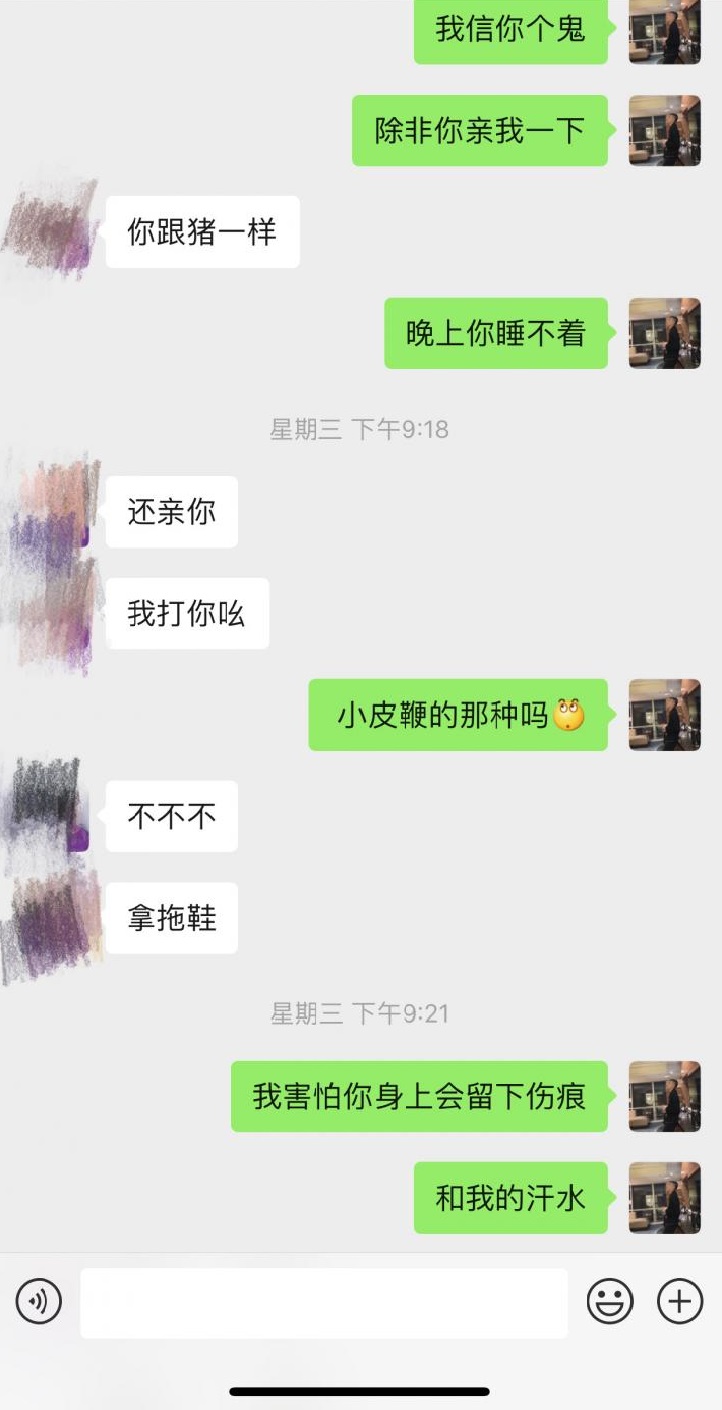 我信你个鬼
除非你亲我一下
你跟猪一样
晚上你睡不着
星期三 下午9:18
还亲你
我打你吆
小皮鞭的那种吗
不不不
拿拖鞋
星期三 下午9:21
我害怕你身上会留下伤痕
和我的汗水